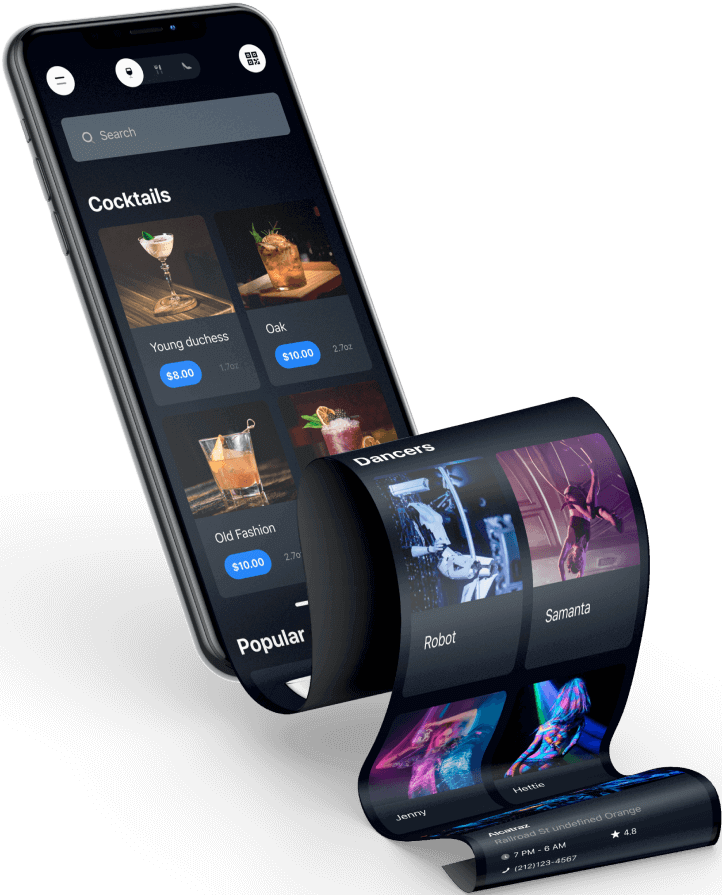 Search
Cocktails
Young duchess
$8.00
1.7oz
Oak
$10.00
2.7oz
Old Fashion
$10.00
2.7o
Popular
Dancers
Robot
Samanta
Jenny
Hettie
Alcatraz
Railroad St undefined Orange
7 PM - 6 AM
4.8
(212)123-4567